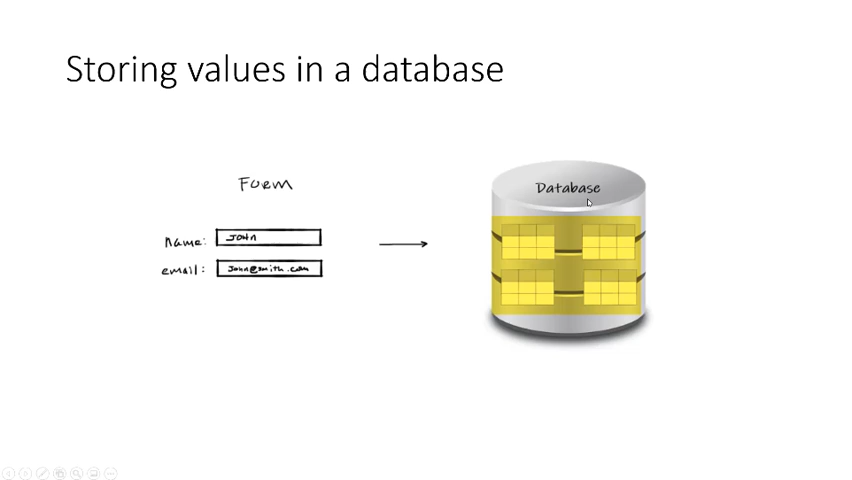 Storing values in a database
Form
Database
name: John
email: john@smith.com